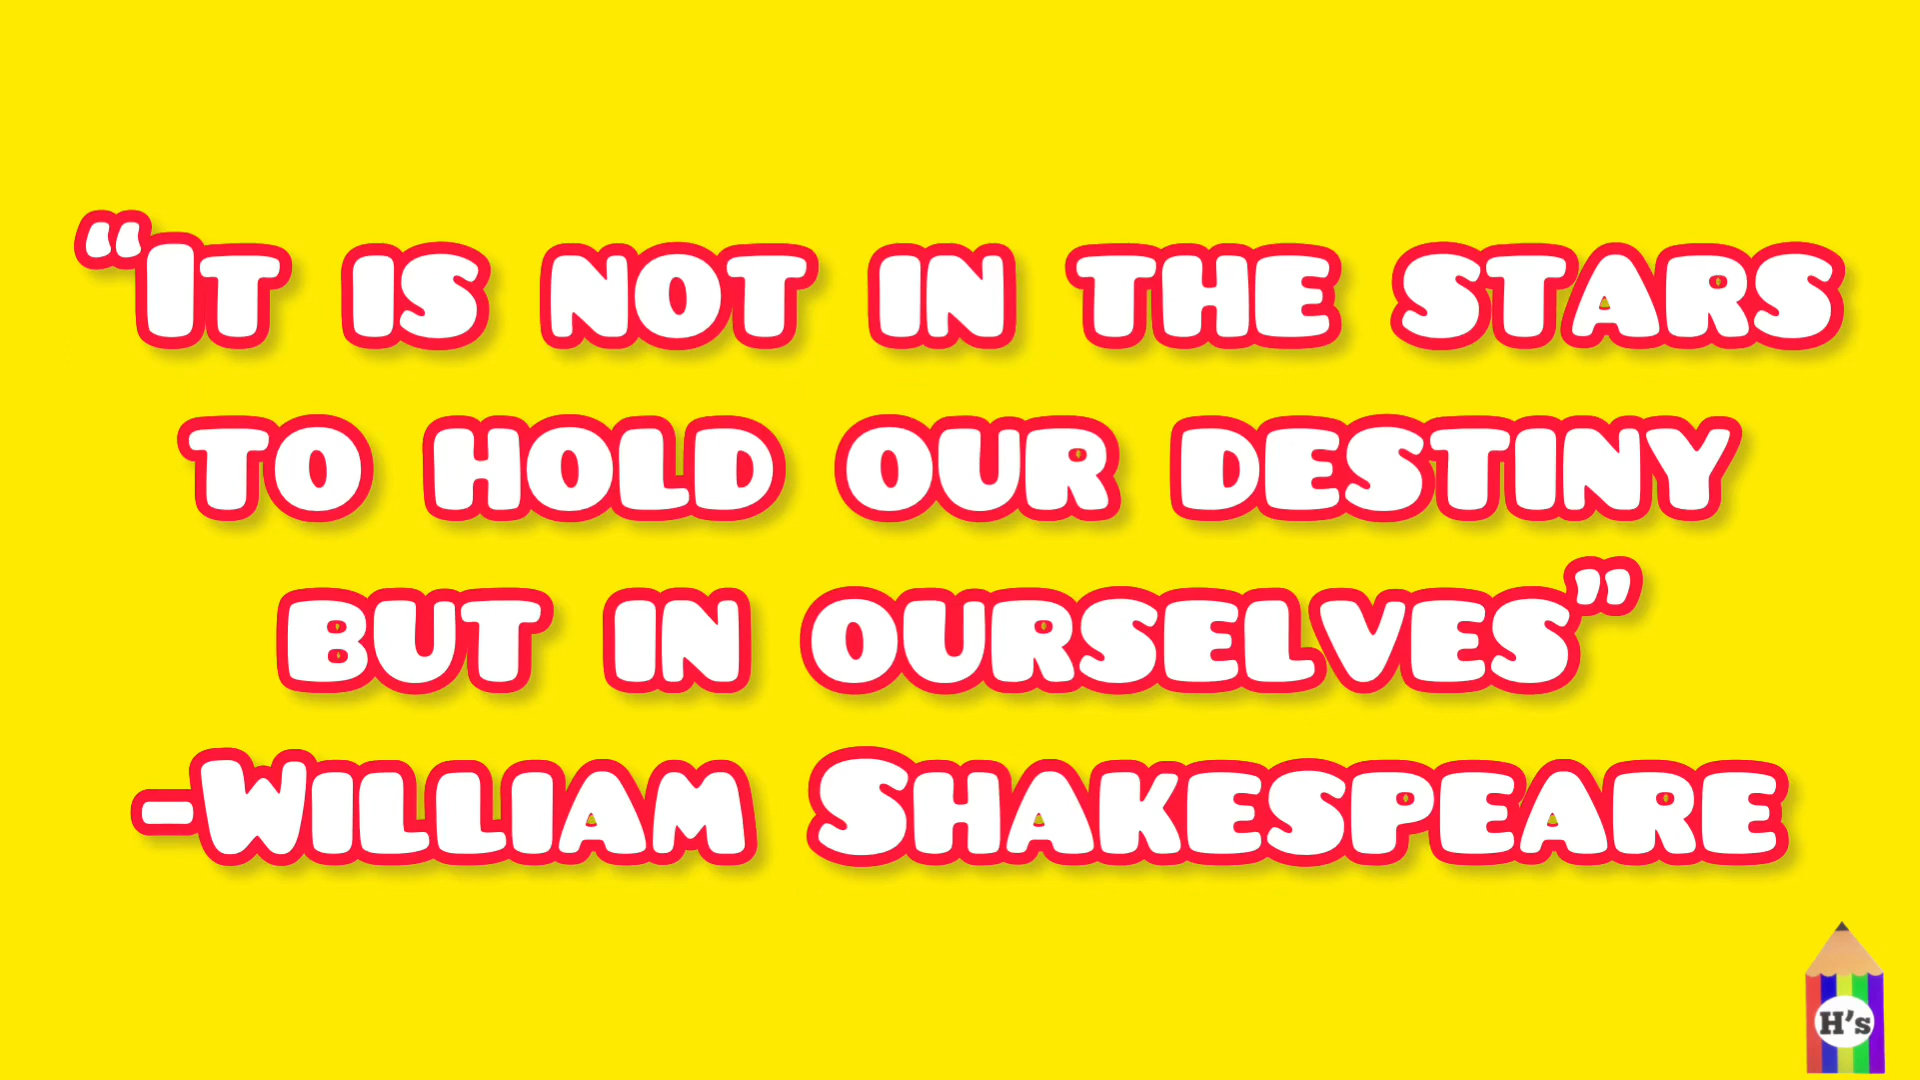 “It is not in the stars
to hold our destiny
but in ourselves”
-William Shakespeare
H's